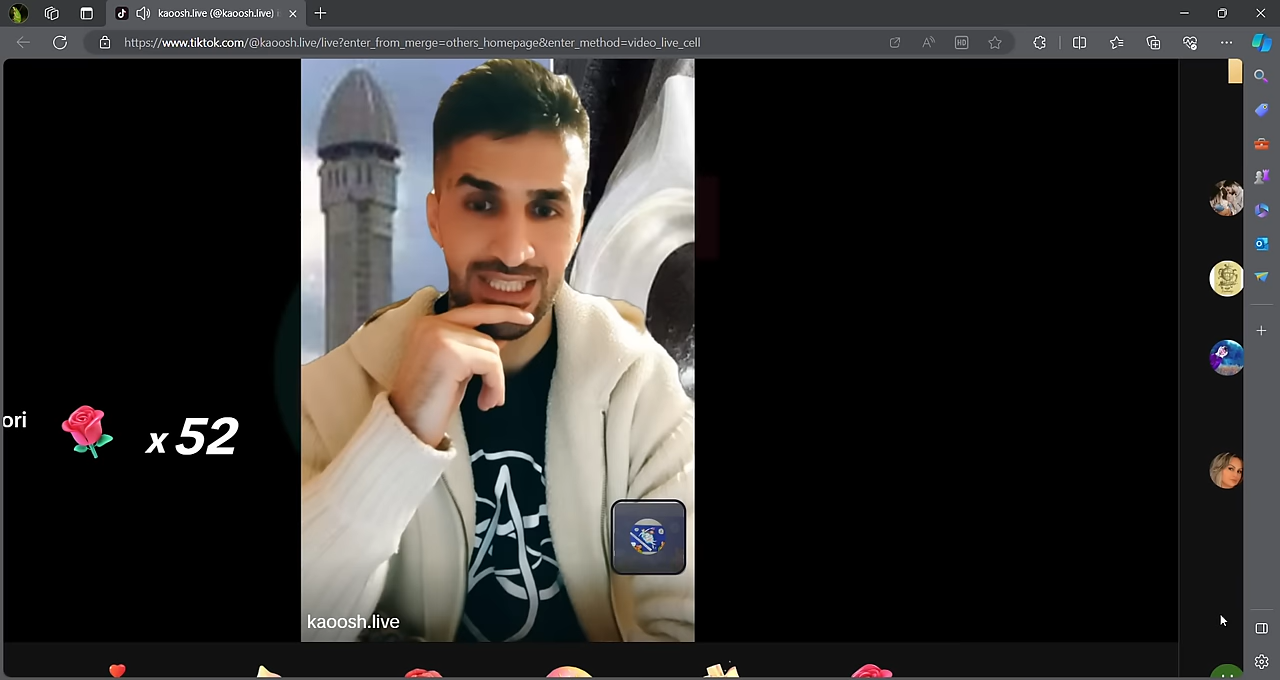 kaoosh.live (@kaoosh.live) i
https://www.tiktok.com/@kaoosh.live/live?enter_from_merge=others_homepage&enter_method=video_live_cell
ori
x 52
kaoosh.live